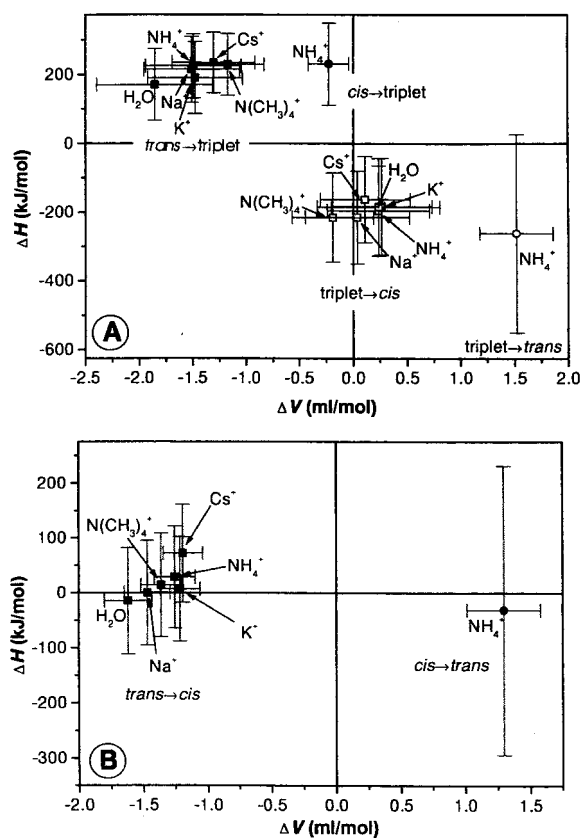 NH₄⁺
Cs⁺
NH₄⁺
H₂O
Na⁺
K⁺
N(CH₃)₄⁺
cis→triplet
trans→triplet
Cs⁺
H₂O
K⁺
N(CH₃)₄⁺
Na⁺
NH₄⁺
NH₄⁺
triplet→cis
triplet→trans
A
200
0
-200
-400
-600
ΔH (kJ/mol)
-2.5 -2.0 -1.5 -1.0 -0.5 0.0 0.5 1.0 1.5 2.0
ΔV (ml/mol)
Cs⁺
N(CH₃)₄⁺
NH₄⁺
H₂O
Na⁺
K⁺
NH₄⁺
trans→cis
cis→trans
B
200
100
0
-100
-200
-300
ΔH (kJ/mol)
-2.0 -1.5 -1.0 -0.5 0.0 0.5 1.0 1.5
ΔV (ml/mol)